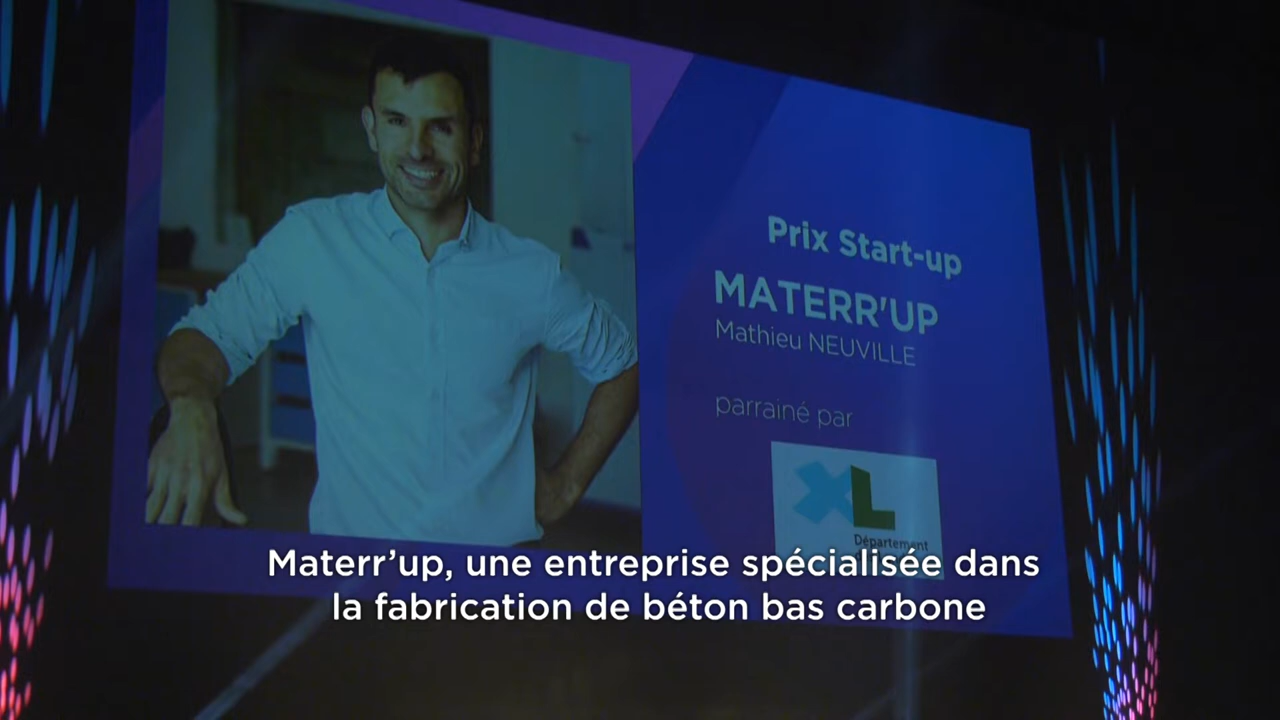 Prix Start-up
MATERR'UP
Mathieu NEUVILLE
parrainé par
XL
Département
Materr’up, une entreprise spécialisée dans
la fabrication de béton bas carbone